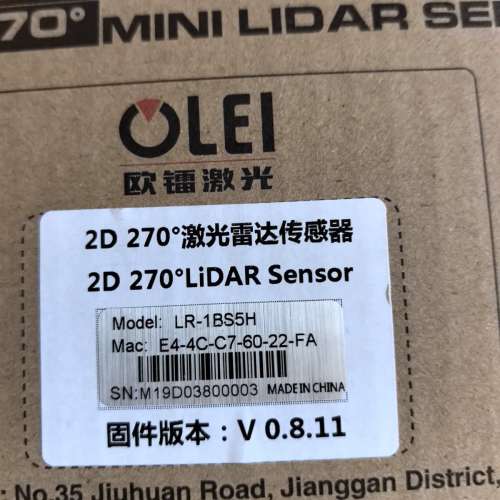 70° MINI LIDAR SE
OLEI
欧镭激光
2D 270°激光雷达传感器
2D 270°LiDAR Sensor
Model: LR-1BS5H
Mac: E4-4C-C7-60-22-FA
SN:M19D03800003 MADE IN CHINA
固件版本：V 0.8.11
: No.35 Jiuhuan Road, Jianggan District,